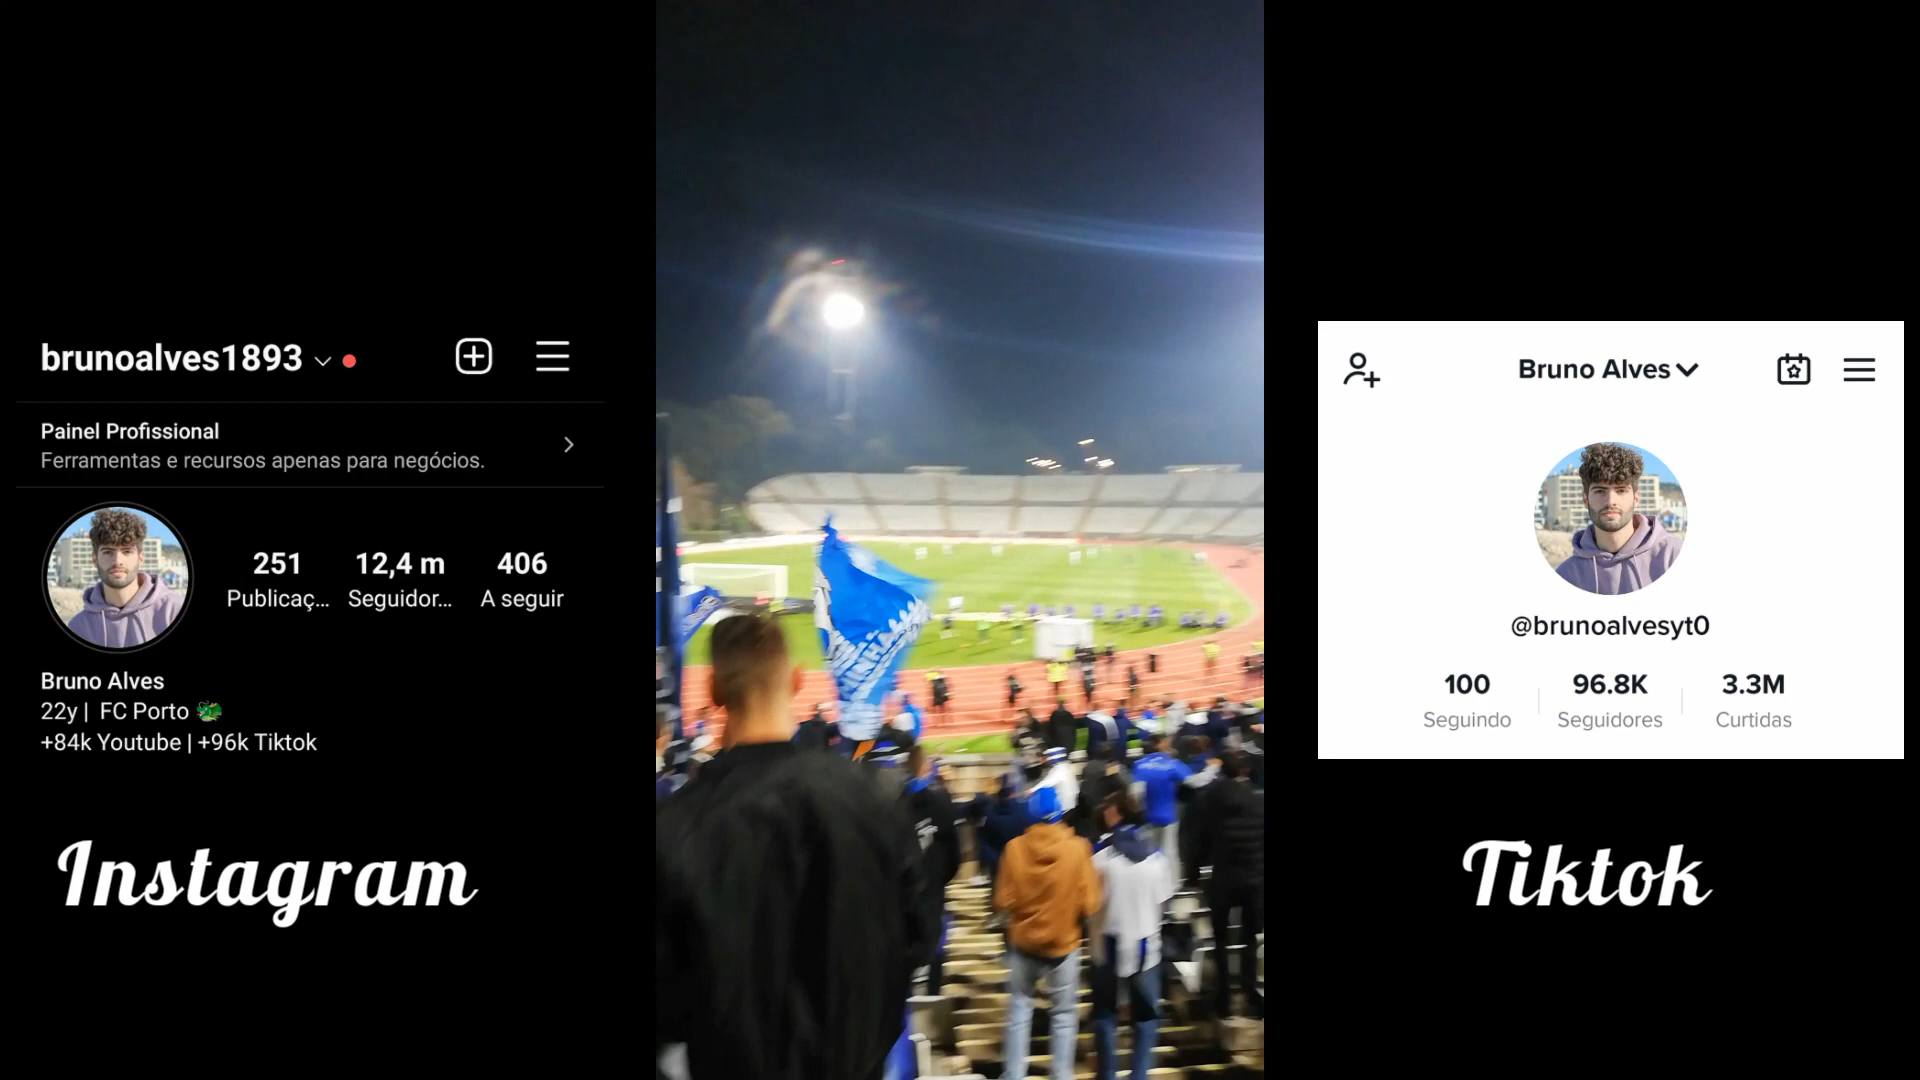 brunoalves1893
Painel Profissional
Ferramentas e recursos apenas para negócios.
251
12,4 m
406
Publicaç...
Seguidor...
A seguir
Bruno Alves
22y | FC Porto 🐉
+84k Youtube | +96k Tiktok
Instagram
Bruno Alves
@brunoalvesyt0
100
96.8K
3.3M
Seguindo
Seguidores
Curtidas
Tiktok